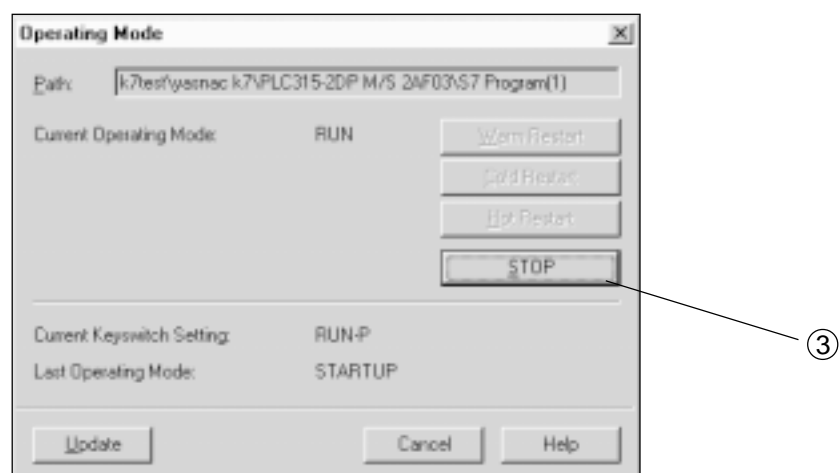 Operating Mode
Path: k7test\yasnac k7\PLC315-2DP M/S 2AF03\S7 Program(1)
Current Operating Mode: RUN
Warm Restart
Cold Restart
Hot Restart
STOP
Current Keyswitch Setting: RUN-P
Last Operating Mode: STARTUP
③
Update Cancel Help